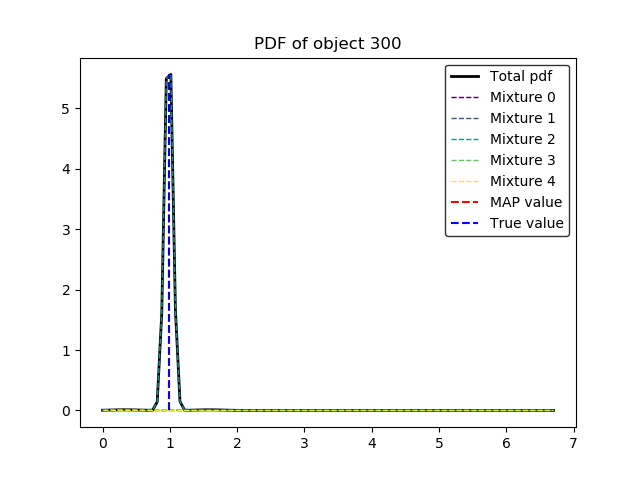 PDF of object 300
Total pdf
Mixture 0
Mixture 1
Mixture 2
Mixture 3
Mixture 4
MAP value
True value
5
4
3
2
1
0
0 1 2 3 4 5 6 7